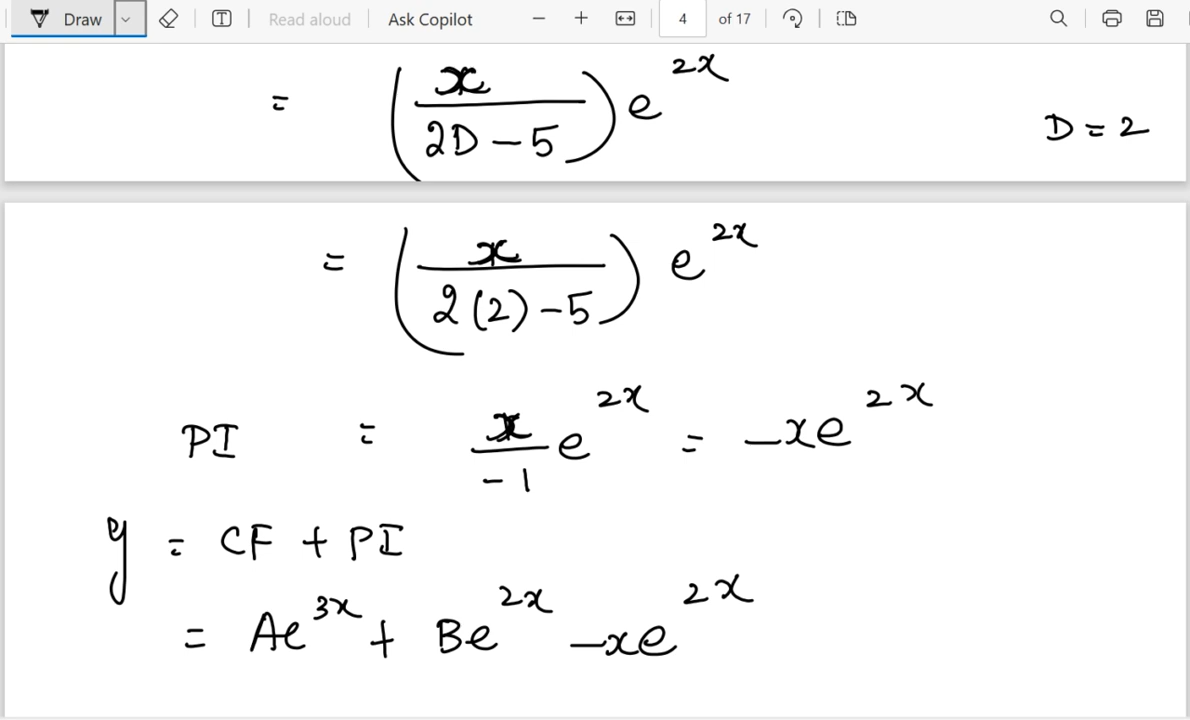 Draw Read aloud Ask Copilot − + 4 of 17
= (x / (2D − 5)) e^(2x) D = 2
= (x / (2(2) − 5)) e^(2x)
PI = (x / −1) e^(2x) = −xe^(2x)
y = CF + PI
= Ae^(3x) + Be^(2x) − xe^(2x)